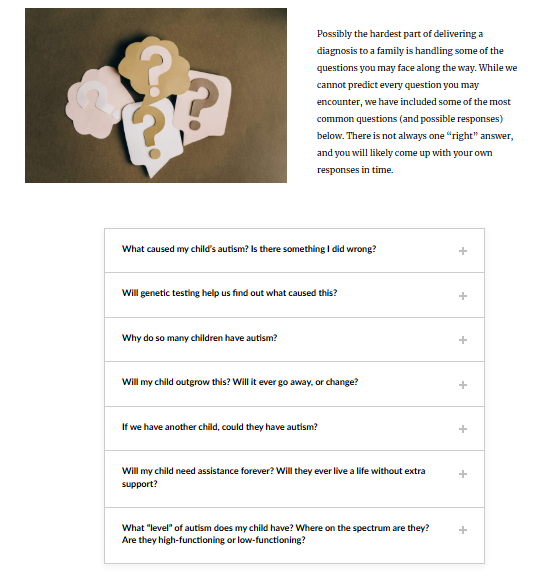 Possibly the hardest part of delivering a
diagnosis to a family is handling some of the
questions you may face along the way. While we
cannot predict every question you may
encounter, we have included some of the most
common questions (and possible responses)
below. There is not always one “right” answer,
and you will likely come up with your own
responses in time.
What caused my child's autism? Is there something I did wrong?
Will genetic testing help us find out what caused this?
Why do so many children have autism?
Will my child outgrow this? Will it ever go away, or change?
If we have another child, could they have autism?
Will my child need assistance forever? Will they ever live a life without extra
support?
What “level” of autism does my child have? Where on the spectrum are they?
Are they high-functioning or low-functioning?